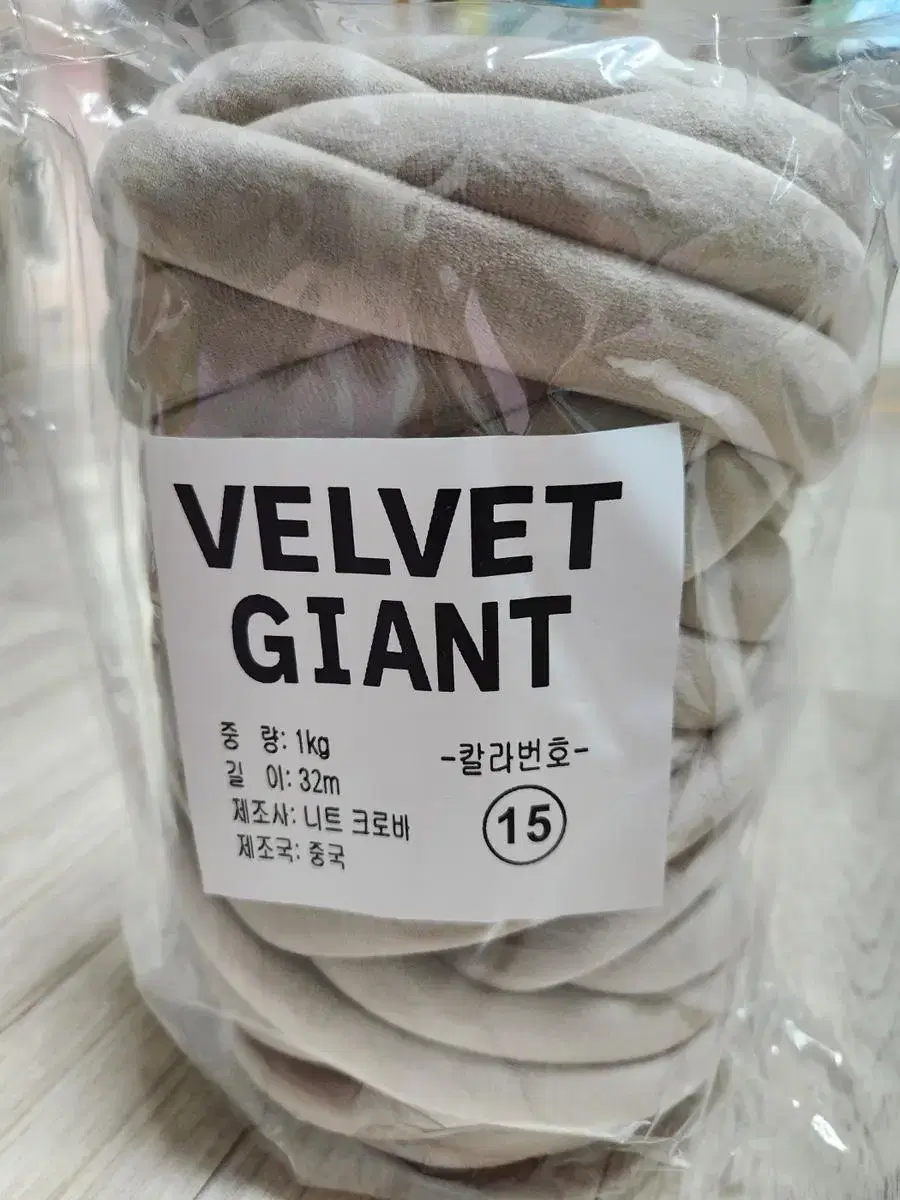 VELVET
GIANT
중 량: 1kg
길 이: 32m
제조사: 니트 크로바
제조국: 중국
-칼라번호-
15